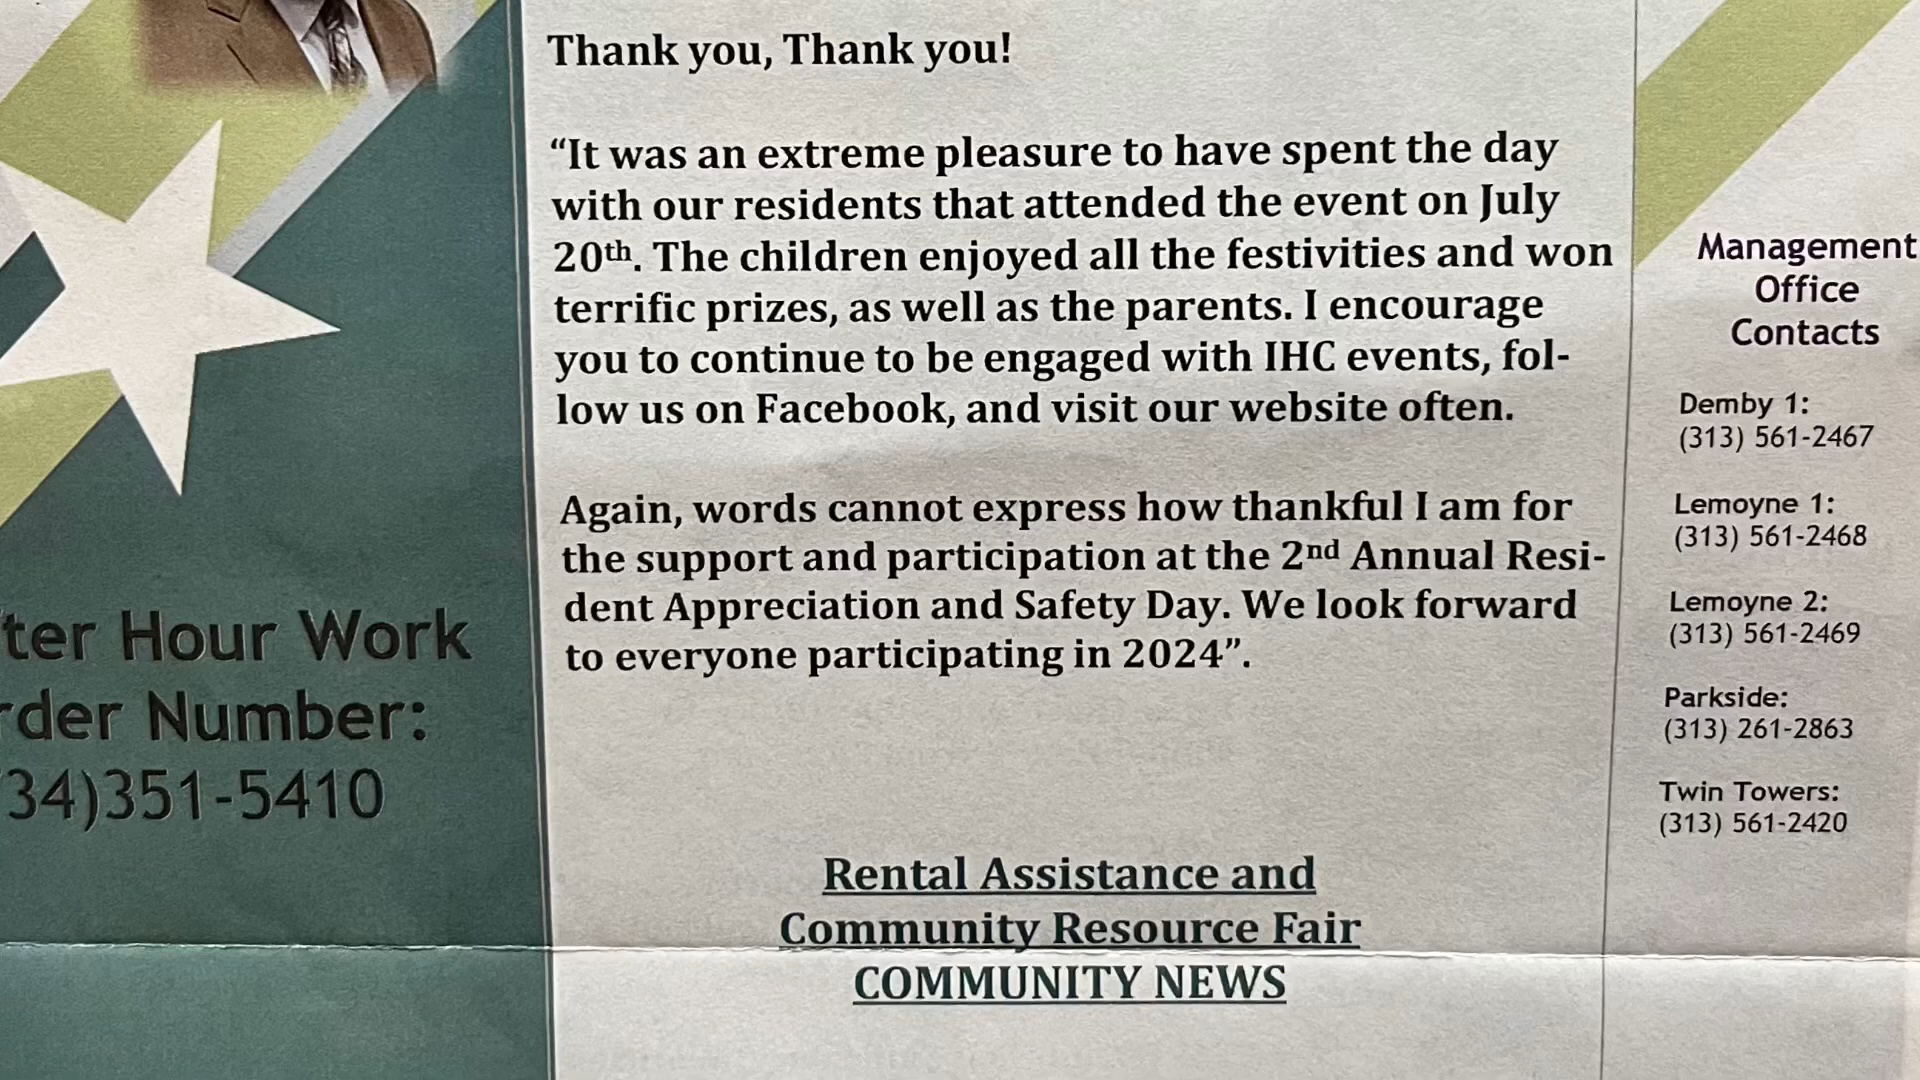 Thank you, Thank you!
“It was an extreme pleasure to have spent the day
with our residents that attended the event on July
20th. The children enjoyed all the festivities and won
terrific prizes, as well as the parents. I encourage
you to continue to be engaged with IHC events, fol-
low us on Facebook, and visit our website often.
Again, words cannot express how thankful I am for
the support and participation at the 2nd Annual Resi-
dent Appreciation and Safety Day. We look forward
to everyone participating in 2024”.
Rental Assistance and
Community Resource Fair
COMMUNITY NEWS
ter Hour Work
rder Number:
34)351-5410
Management
Office
Contacts
Demby 1:
(313) 561-2467
Lemoyne 1:
(313) 561-2468
Lemoyne 2:
(313) 561-2469
Parkside:
(313) 261-2863
Twin Towers:
(313) 561-2420